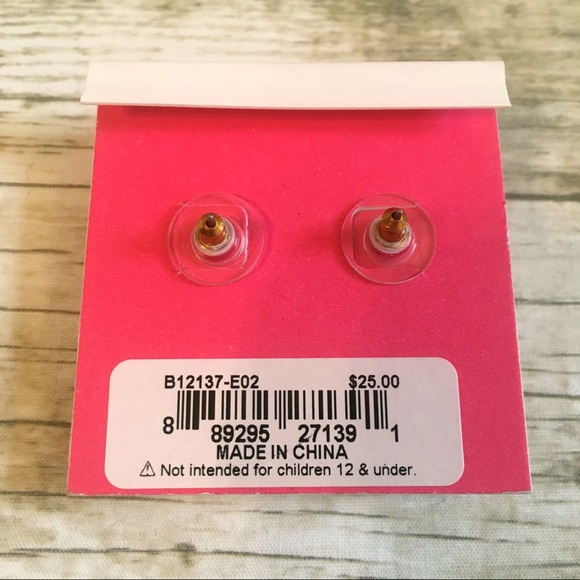 B12137-E02 $25.00
8 89295 27139 1
MADE IN CHINA
⚠ Not intended for children 12 & under.